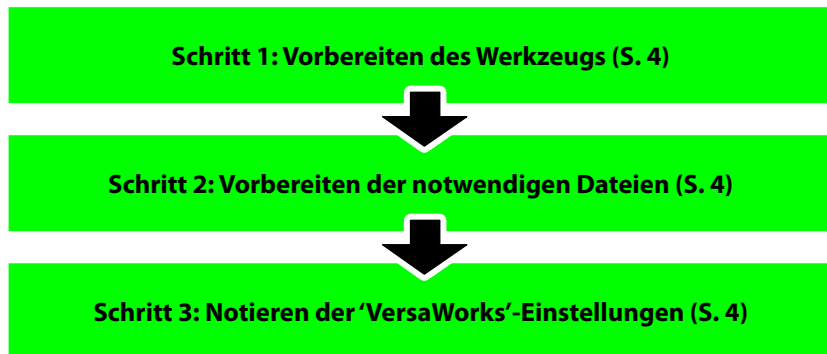 Schritt 1: Vorbereiten des Werkzeugs (S. 4)
Schritt 2: Vorbereiten der notwendigen Dateien (S. 4)
Schritt 3: Notieren der ‘VersaWorks’-Einstellungen (S. 4)